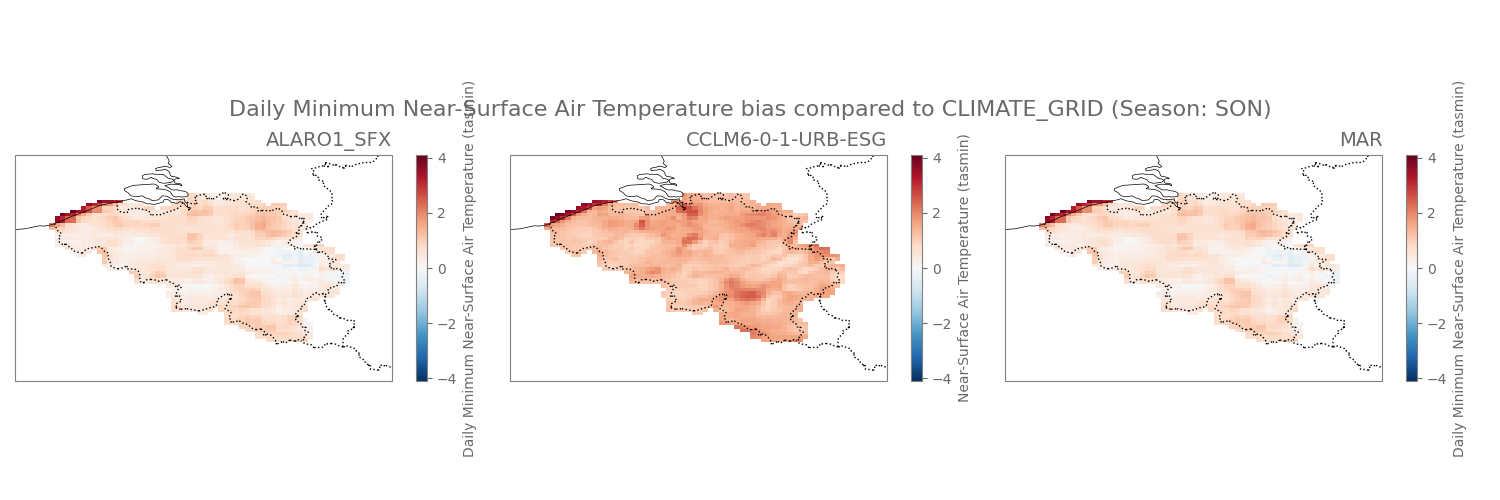 Daily Minimum Near-Surface Air Temperature bias compared to CLIMATE_GRID (Season: SON)
ALARO1_SFX
4
2
0
−2
−4
Daily Minimum Near-Surface Air Temperature (tasmin)
CCLM6-0-1-URB-ESG
4
2
0
−2
−4
Near-Surface Air Temperature (tasmin)
MAR
4
2
0
−2
−4
Daily Minimum Near-Surface Air Temperature (tasmin)